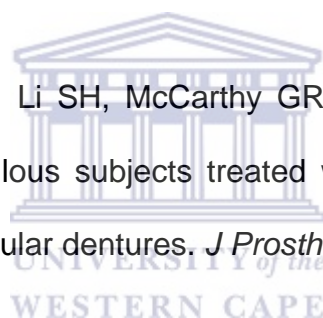 Li SH, McCarthy GR,
lous subjects treated
ular dentures. J Prosth
UNIVERSITY of the
WESTERN CAPE